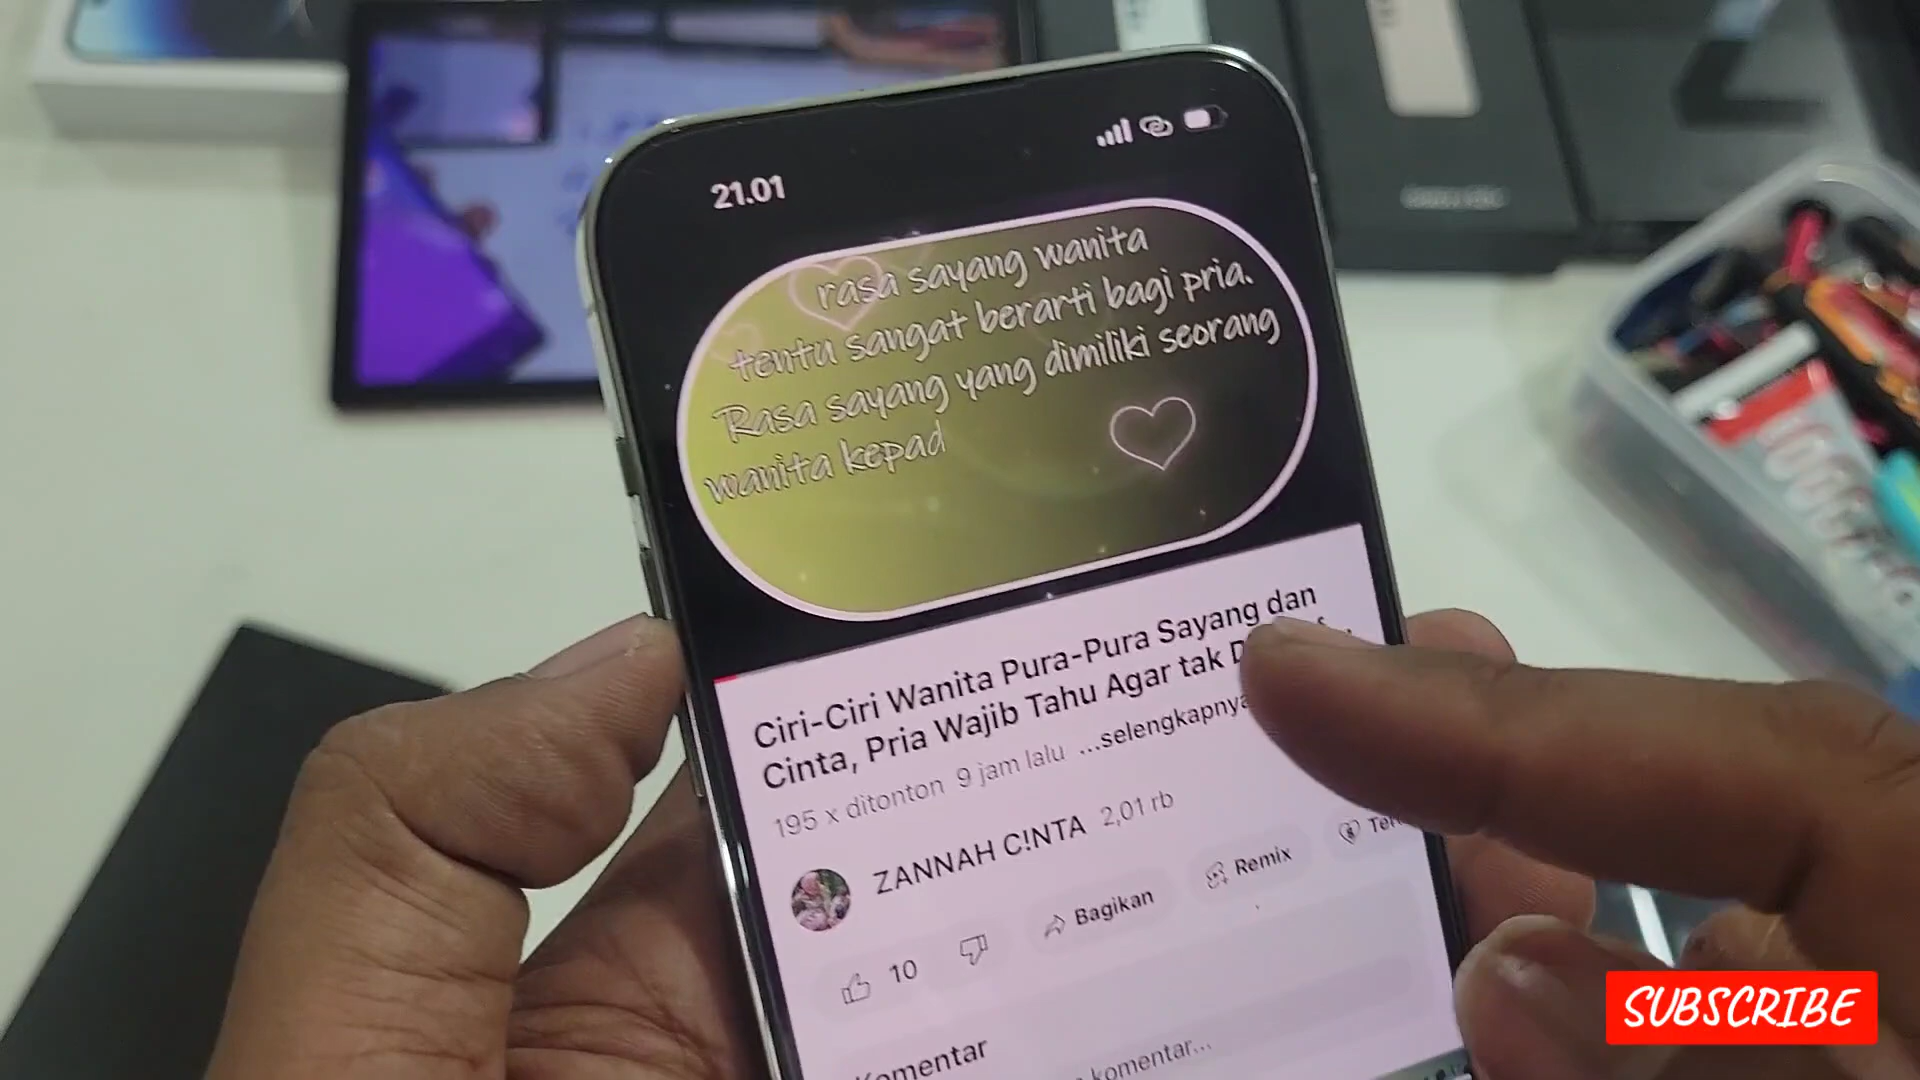 21.01
rasa sayang wanita
tentu sangat berarti bagi pria.
Rasa sayang yang dimiliki seorang
wanita kepad
Ciri-Ciri Wanita Pura-Pura Sayang dan
Cinta, Pria Wajib Tahu Agar tak
195 x ditonton 9 jam lalu ...selengkapnya
ZANNAH C!NTA 2,01 rb
10 Bagikan Remix
Komentar
komentar...
SUBSCRIBE